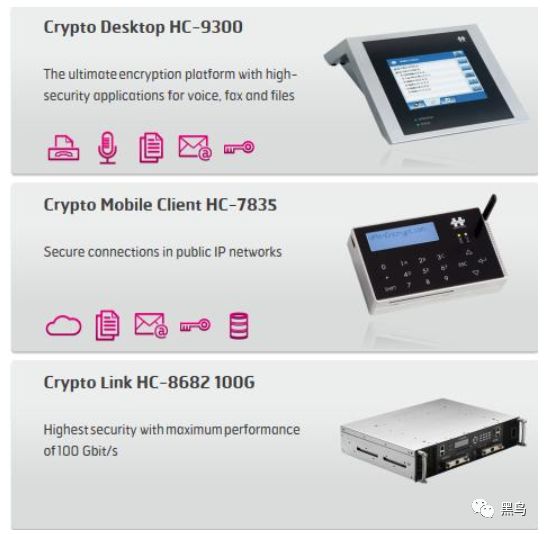 Crypto Desktop HC-9300
The ultimate encryption platform with high-
security applications for voice, fax and files
Crypto Mobile Client HC-7835
Secure connections in public IP networks
Crypto Link HC-8682 100G
Highest security with maximum performance
of 100 Gbit/s
黑鸟